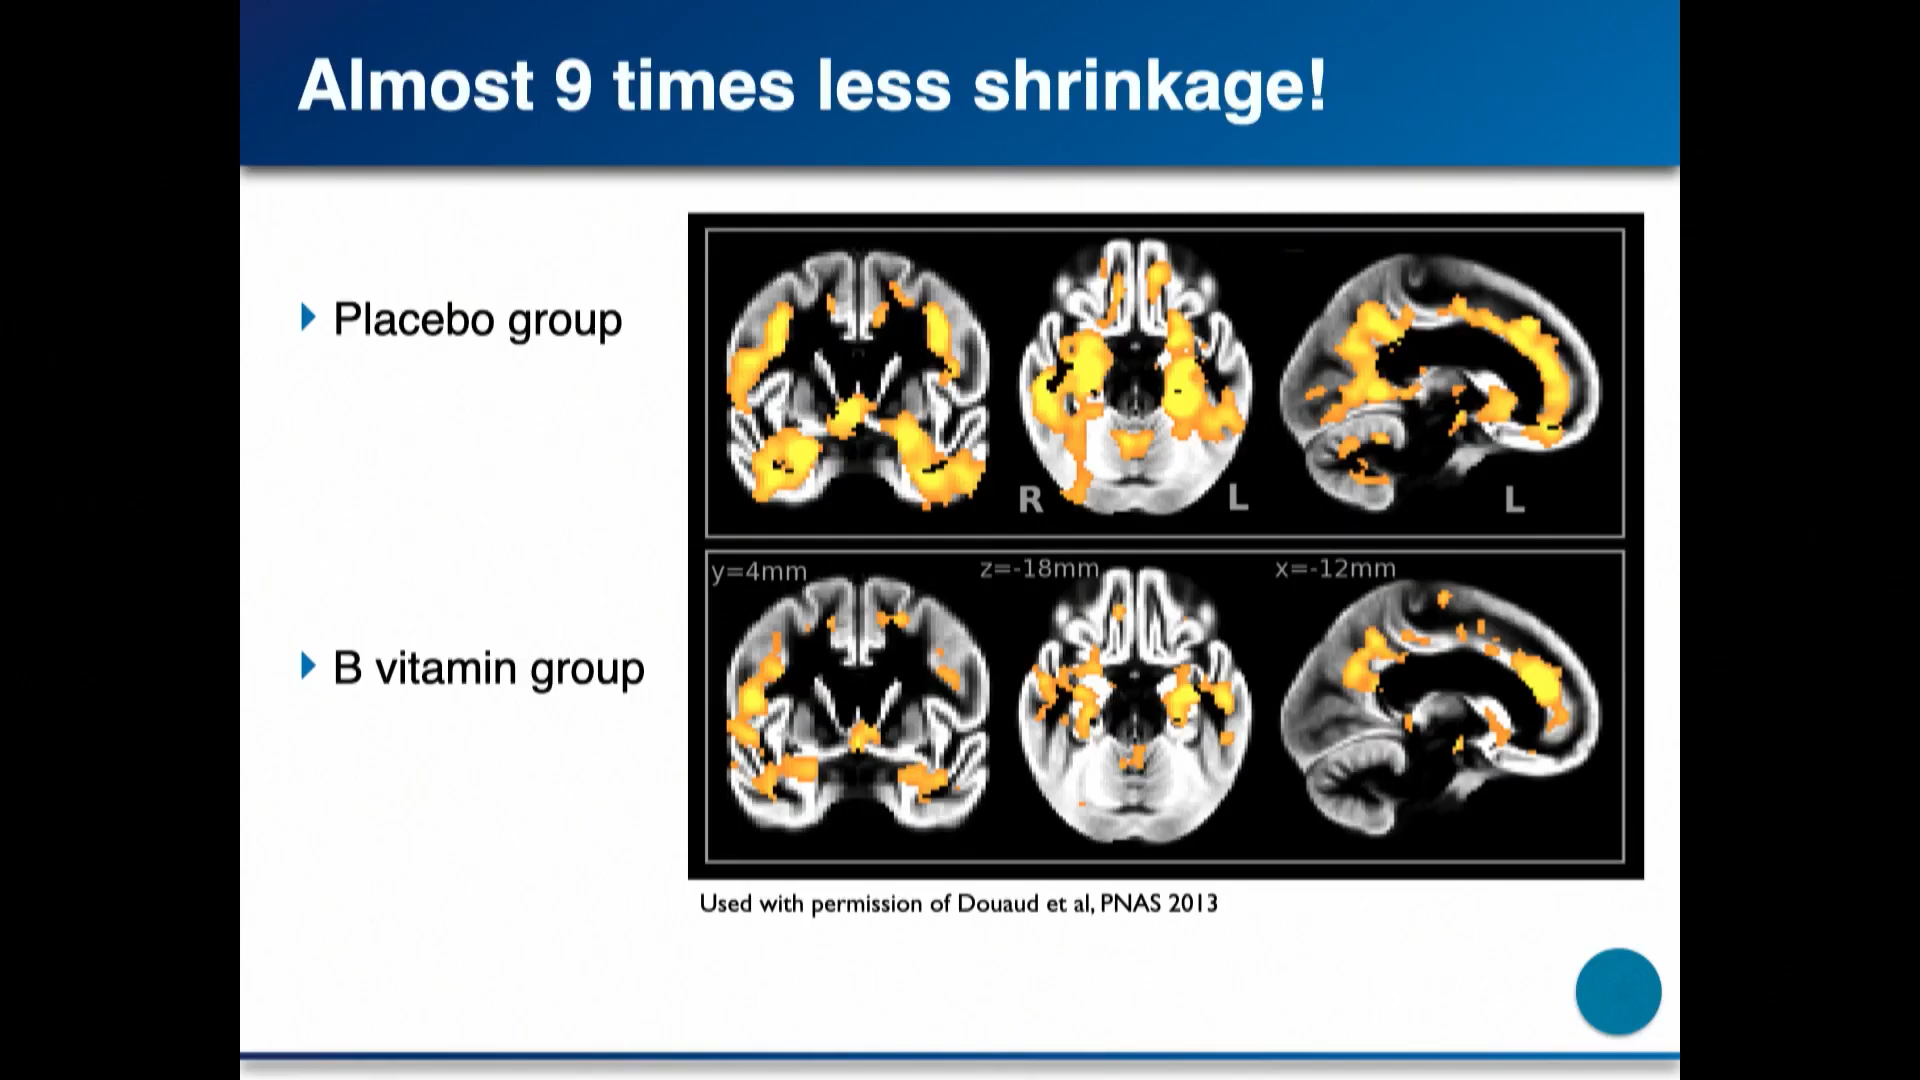 Almost 9 times less shrinkage!
Placebo group
R
L
L
y=4mm
z=-18mm
x=-12mm
B vitamin group
Used with permission of Douaud et al, PNAS 2013